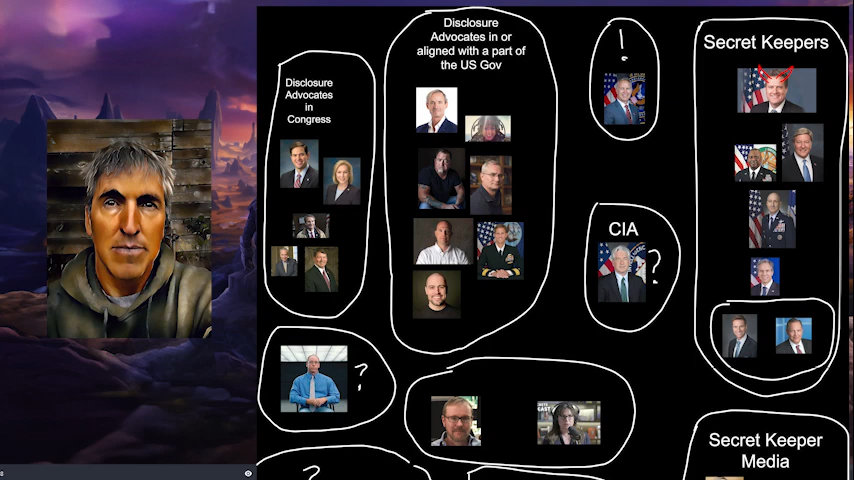 Disclosure
Advocates in or
aligned with a part of
the US Gov
!
Secret Keepers
Disclosure
Advocates
in
Congress
CIA
?
?
?
CAST
Secret Keeper
Media